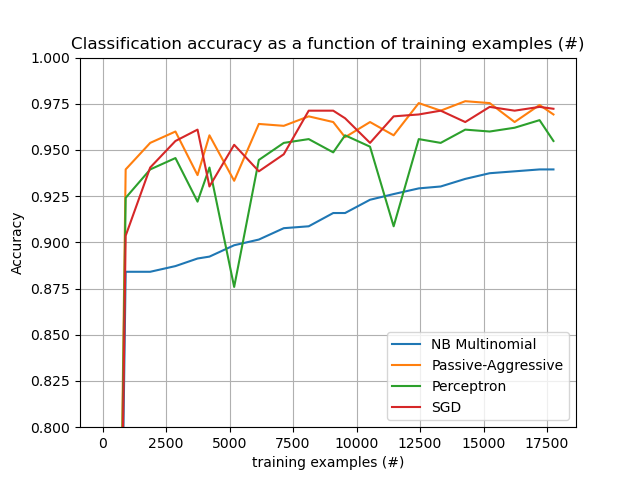 Classification accuracy as a function of training examples (#)
1.000
0.975
0.950
0.925
0.900
0.875
0.850
0.825
0.800
Accuracy
NB Multinomial
Passive-Aggressive
Perceptron
SGD
0 2500 5000 7500 10000 12500 15000 17500
training examples (#)